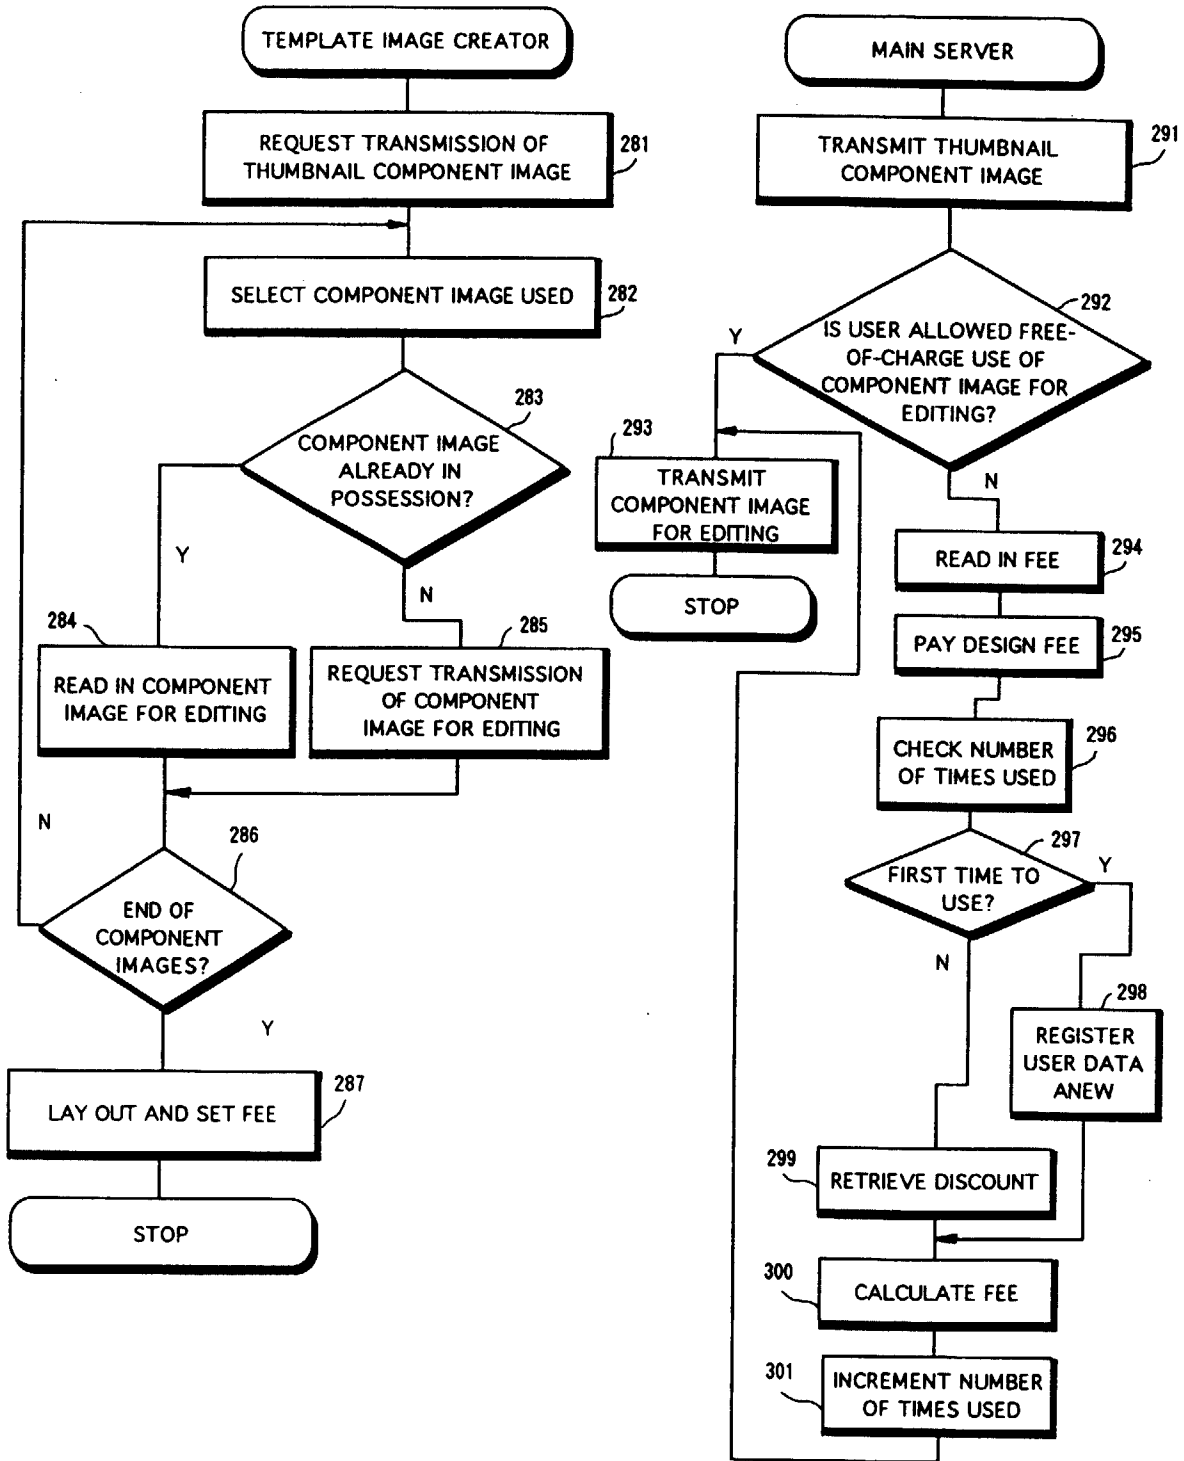 TEMPLATE IMAGE CREATOR
REQUEST TRANSMISSION OF
THUMBNAIL COMPONENT IMAGE
281
SELECT COMPONENT IMAGE USED
282
283
COMPONENT IMAGE
ALREADY IN
POSSESSION?
Y
N
284
READ IN COMPONENT
IMAGE FOR EDITING
285
REQUEST TRANSMISSION
OF COMPONENT
IMAGE FOR EDITING
N
286
END OF
COMPONENT
IMAGES?
Y
287
LAY OUT AND SET FEE
STOP
MAIN SERVER
291
TRANSMIT THUMBNAIL
COMPONENT IMAGE
292
IS USER ALLOWED FREE-
OF-CHARGE USE OF
COMPONENT IMAGE FOR
EDITING?
Y
293
TRANSMIT
COMPONENT IMAGE
FOR EDITING
STOP
N
READ IN FEE
294
PAY DESIGN FEE
295
CHECK NUMBER
OF TIMES USED
296
297
FIRST TIME TO
USE?
Y
N
298
REGISTER
USER DATA
ANEW
299
RETRIEVE DISCOUNT
300
CALCULATE FEE
301
INCREMENT NUMBER
OF TIMES USED